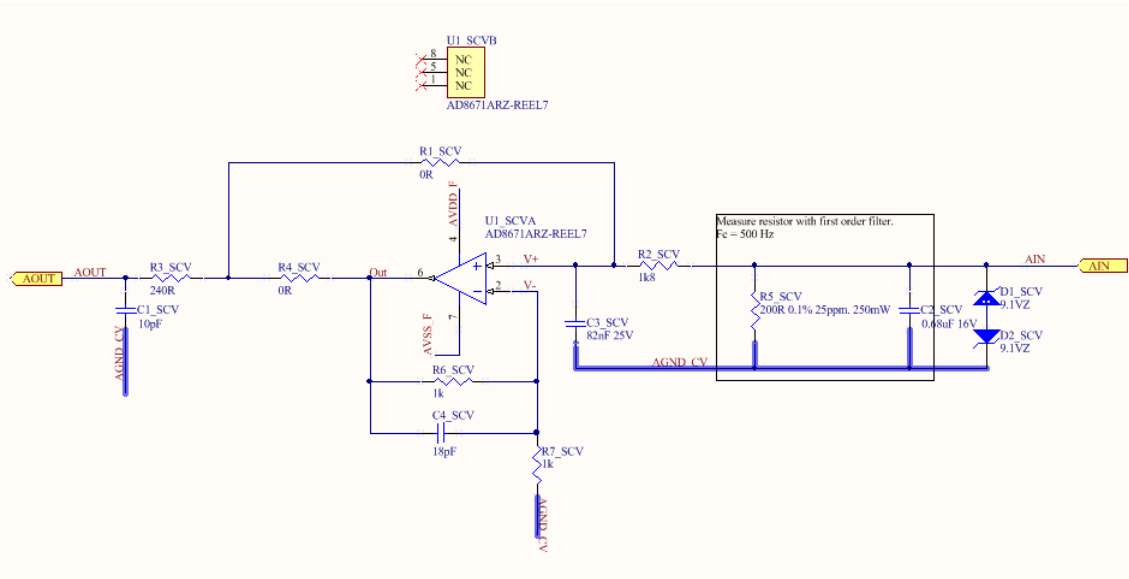 U1_SCVB
8 NC
5 NC
1 NC
AD8671ARZ-REEL7
R1_SCV
0R
AVDD_F
U1_SCVA
AD8671ARZ-REEL7
4
AOUT
AOUT
R3_SCV
240R
R4_SCV
0R
Out
6
+
3
V+
−
2
V-
7
AVSS_F
R2_SCV
1k8
Measure resistor with first order filter.
Fc = 500 Hz
AIN
AIN
C1_SCV
10pF
AGND_CV
C3_SCV
82nF 25V
R5_SCV
200R 0.1% 25ppm. 250mW
C2_SCV
0.68uF 16V
D1_SCV
9.1VZ
D2_SCV
9.1VZ
AGND_CV
R6_SCV
1k
C4_SCV
18pF
R7_SCV
1k
AGND_CV